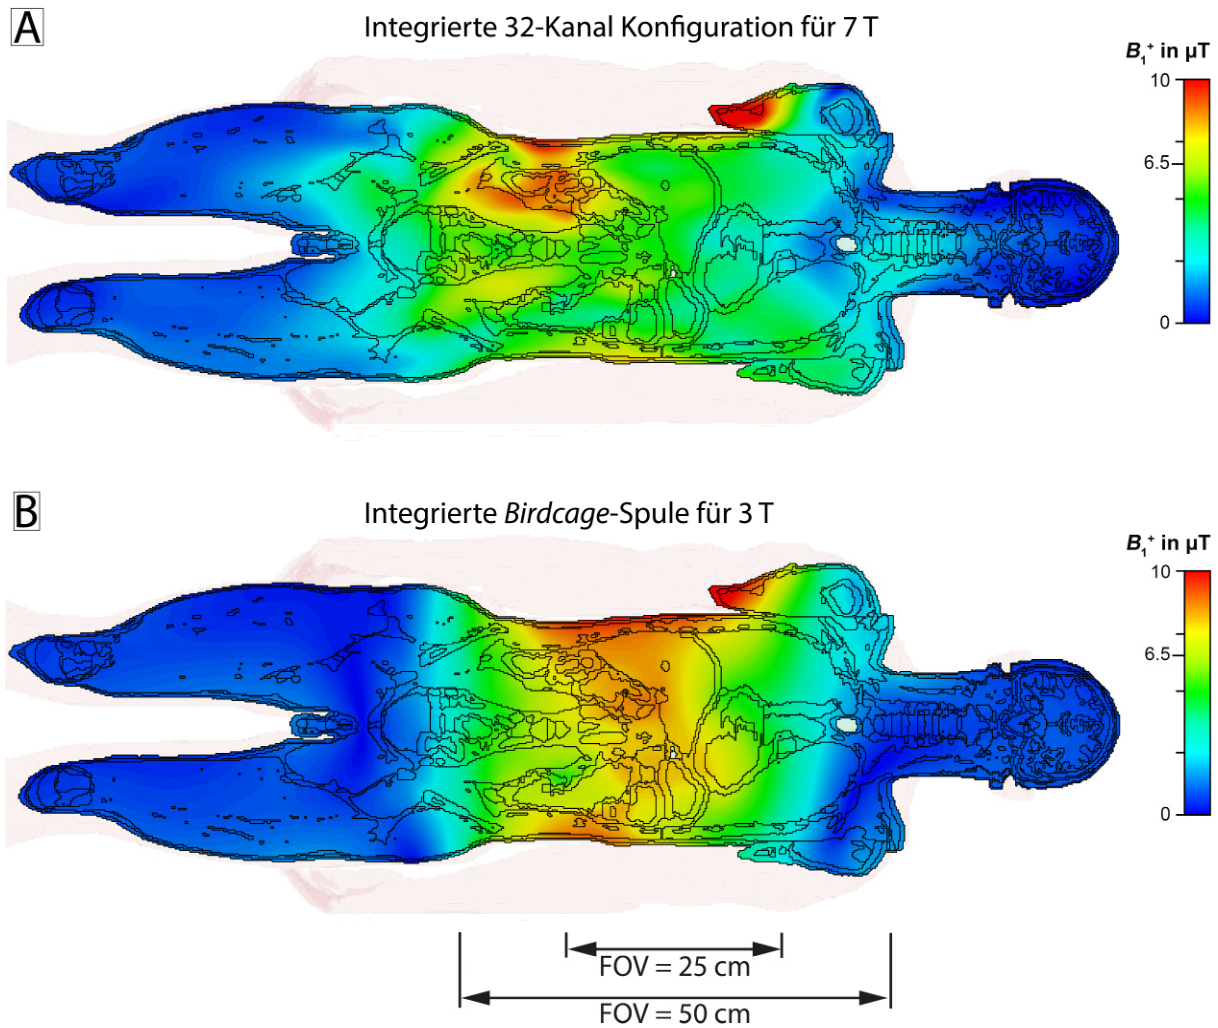 A
Integrierte 32-Kanal Konfiguration für 7 T
B₁⁺ in µT
10
6.5
0
B
Integrierte Birdcage-Spule für 3 T
B₁⁺ in µT
10
6.5
0
FOV = 25 cm
FOV = 50 cm